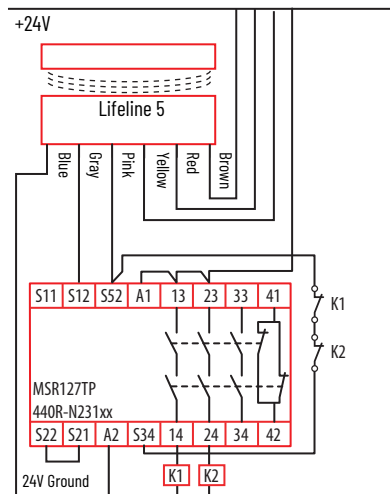 +24V
Lifeline 5
Blue Gray Pink Yellow Red Brown
S11 S12 S52 A1 13 23 33 41
K1
K2
MSR127TP
440R-N231xx
S22 S21 A2 S34 14 24 34 42
K1 K2
24V Ground